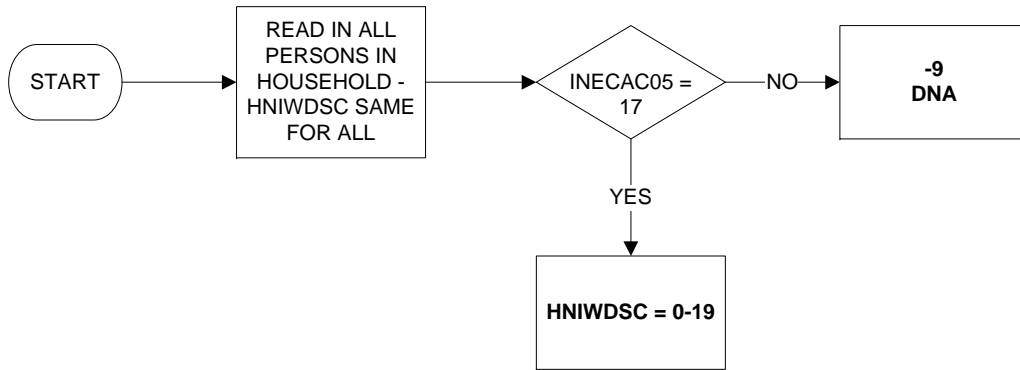 START
READ IN ALL
PERSONS IN
HOUSEHOLD -
HNIWDSC SAME
FOR ALL
INECAC05 =
17
NO
-9
DNA
YES
HNIWDSC = 0-19